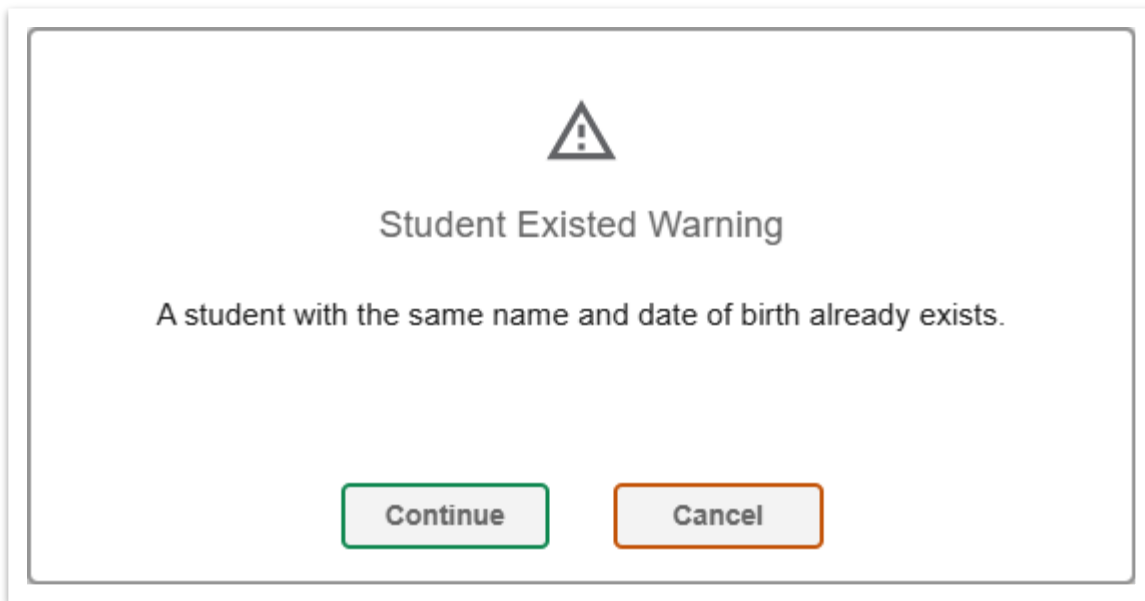 Student Existed Warning
A student with the same name and date of birth already exists.
Continue Cancel